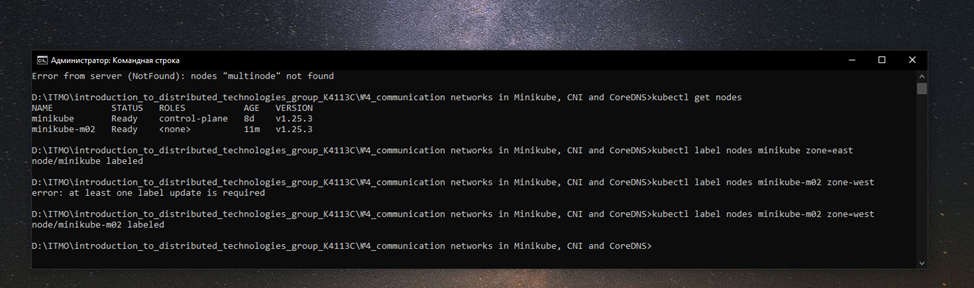 Администратор: Командная строка
Error from server (NotFound): nodes "multinode" not found
D:\ITMO\introduction_to_distributed_technologies_group_K4113C\№4_communication networks in Minikube, CNI and CoreDNS>kubectl get nodes
NAME STATUS ROLES AGE VERSION
minikube Ready control-plane 8d v1.25.3
minikube-m02 Ready <none> 11m v1.25.3
D:\ITMO\introduction_to_distributed_technologies_group_K4113C\№4_communication networks in Minikube, CNI and CoreDNS>kubectl label nodes minikube zone=east
node/minikube labeled
D:\ITMO\introduction_to_distributed_technologies_group_K4113C\№4_communication networks in Minikube, CNI and CoreDNS>kubectl label nodes minikube-m02 zone-west
error: at least one label update is required
D:\ITMO\introduction_to_distributed_technologies_group_K4113C\№4_communication networks in Minikube, CNI and CoreDNS>kubectl label nodes minikube-m02 zone=west
node/minikube-m02 labeled
D:\ITMO\introduction_to_distributed_technologies_group_K4113C\№4_communication networks in Minikube, CNI and CoreDNS>